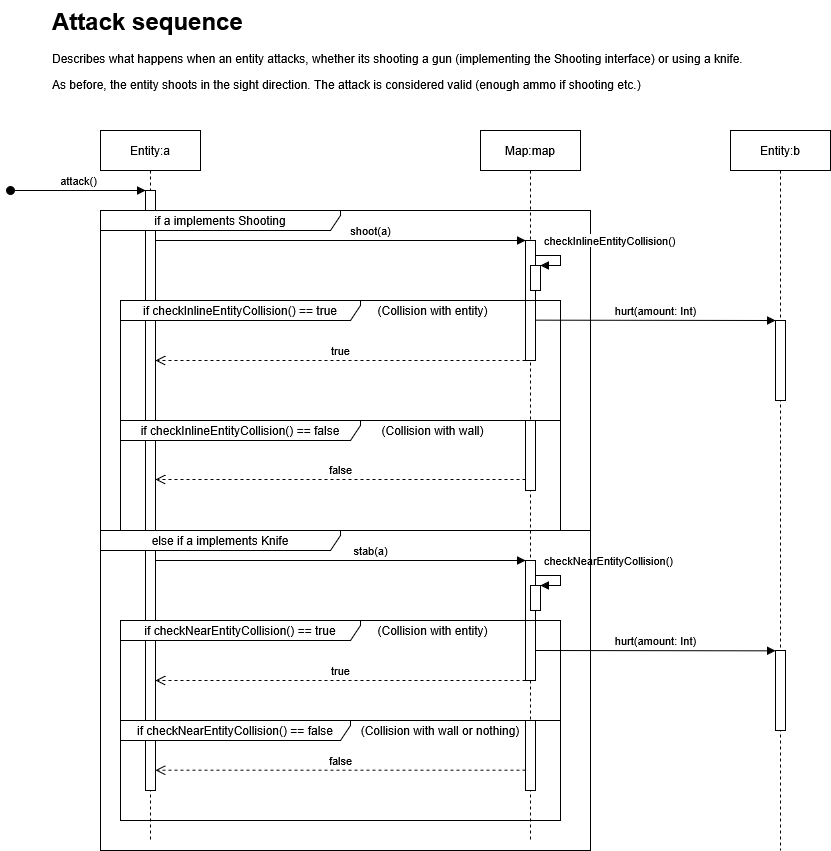 Attack sequence
Describes what happens when an entity attacks, whether its shooting a gun (implementing the Shooting interface) or using a knife.
As before, the entity shoots in the sight direction. The attack is considered valid (enough ammo if shooting etc.)
Entity:a
Map:map
Entity:b
attack()
if a implements Shooting
shoot(a)
checkInlineEntityCollision()
if checkInlineEntityCollision() == true
(Collision with entity)
hurt(amount: Int)
true
if checkInlineEntityCollision() == false
(Collision with wall)
false
else if a implements Knife
stab(a)
checkNearEntityCollision()
if checkNearEntityCollision() == true
(Collision with entity)
hurt(amount: Int)
true
if checkNearEntityCollision() == false
(Collision with wall or nothing)
false